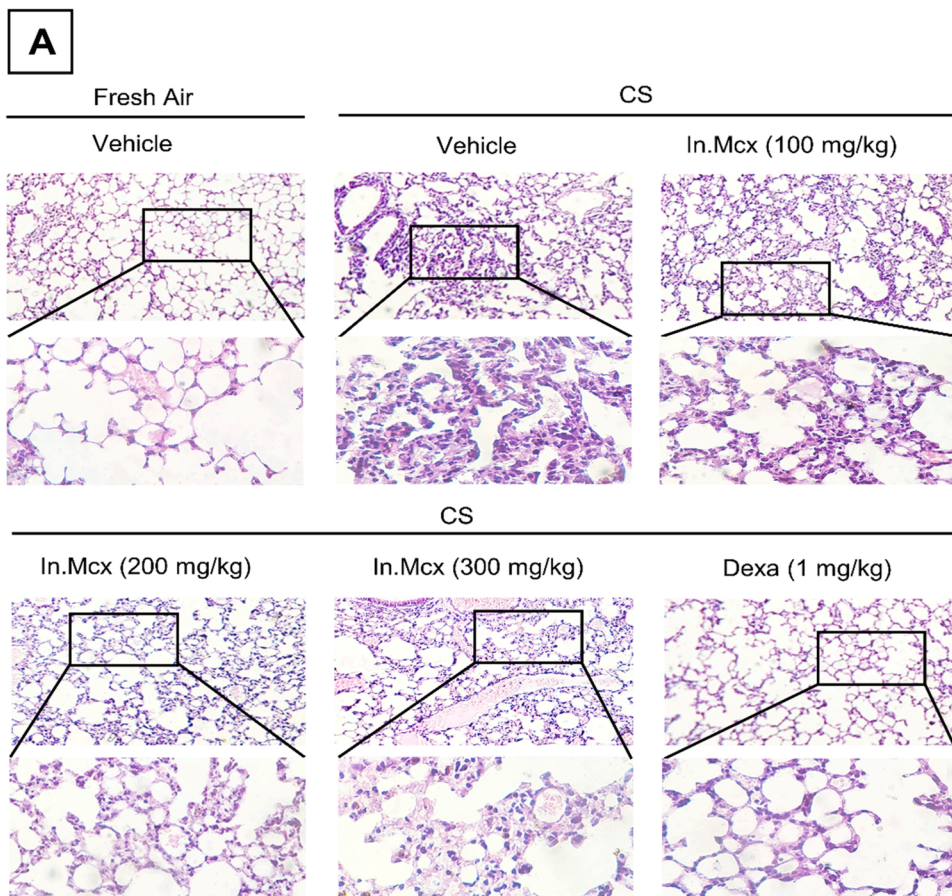 A
Fresh Air
CS
Vehicle
Vehicle
In.Mcx (100 mg/kg)
CS
In.Mcx (200 mg/kg)
In.Mcx (300 mg/kg)
Dexa (1 mg/kg)